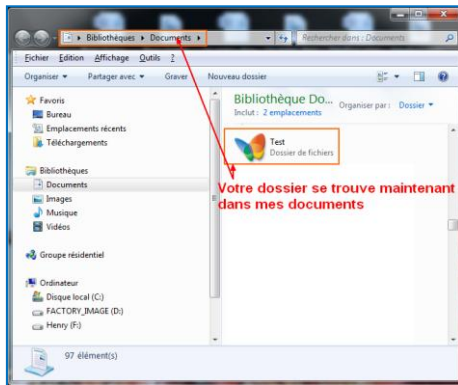 Bibliothèques ▸ Documents ▸
Rechercher dans : Documents
Fichier Edition Affichage Outils ?
Organiser Partager avec Graver Nouveau dossier
Favoris
Bureau
Emplacements récents
Téléchargements
Bibliothèques
Documents
Images
Musique
Vidéos
Groupe résidentiel
Ordinateur
Disque local (C:)
FACTORY_IMAGE (D:)
Henry (F:)
Bibliothèque Do...
Organiser par : Dossier
Inclut : 2 emplacements
Test
Dossier de fichiers
Votre dossier se trouve maintenant
dans mes documents
97 élément(s)